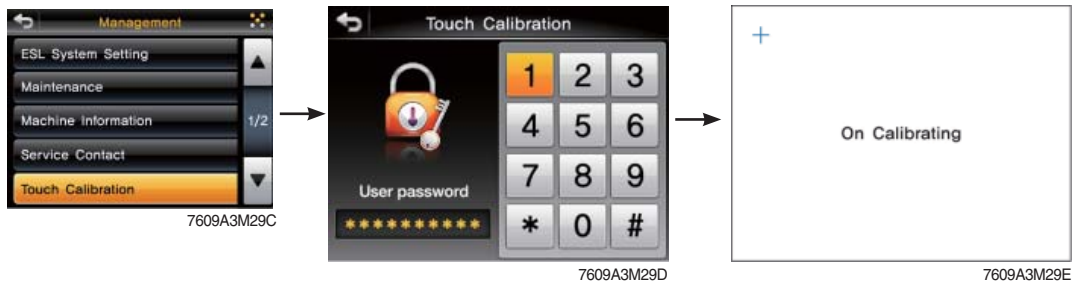 Management
ESL System Setting
Maintenance
Machine Information
Service Contact
Touch Calibration
1/2
7609A3M29C
Touch Calibration
User password
**********
1 2 3
4 5 6
7 8 9
* 0 #
7609A3M29D
On Calibrating
7609A3M29E